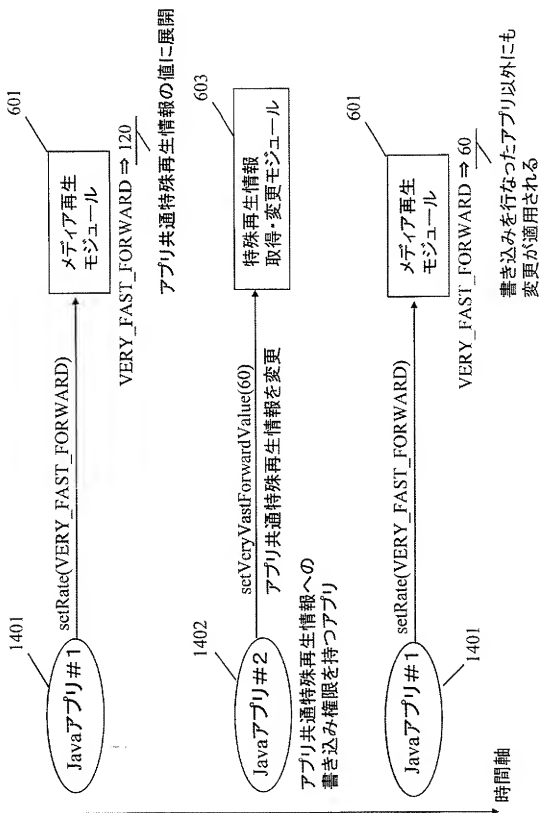 1401
Javaアプリ#1
setRate(VERY_FAST_FORWARD)
601
メディア再生
モジュール
VERY_FAST_FORWARD ⇒ 120
アプリ共通特殊再生情報の値に展開
1402
Javaアプリ#2
アプリ共通特殊再生情報への
書き込み権限を持つアプリ
setVeryVastForwardValue(60)
アプリ共通特殊再生情報を変更
603
特殊再生情報
取得・変更モジュール
Javaアプリ#1
1401
setRate(VERY_FAST_FORWARD)
601
メディア再生
モジュール
VERY_FAST_FORWARD ⇒ 60
書き込みを行なったアプリ以外にも
変更が適用される
時間軸